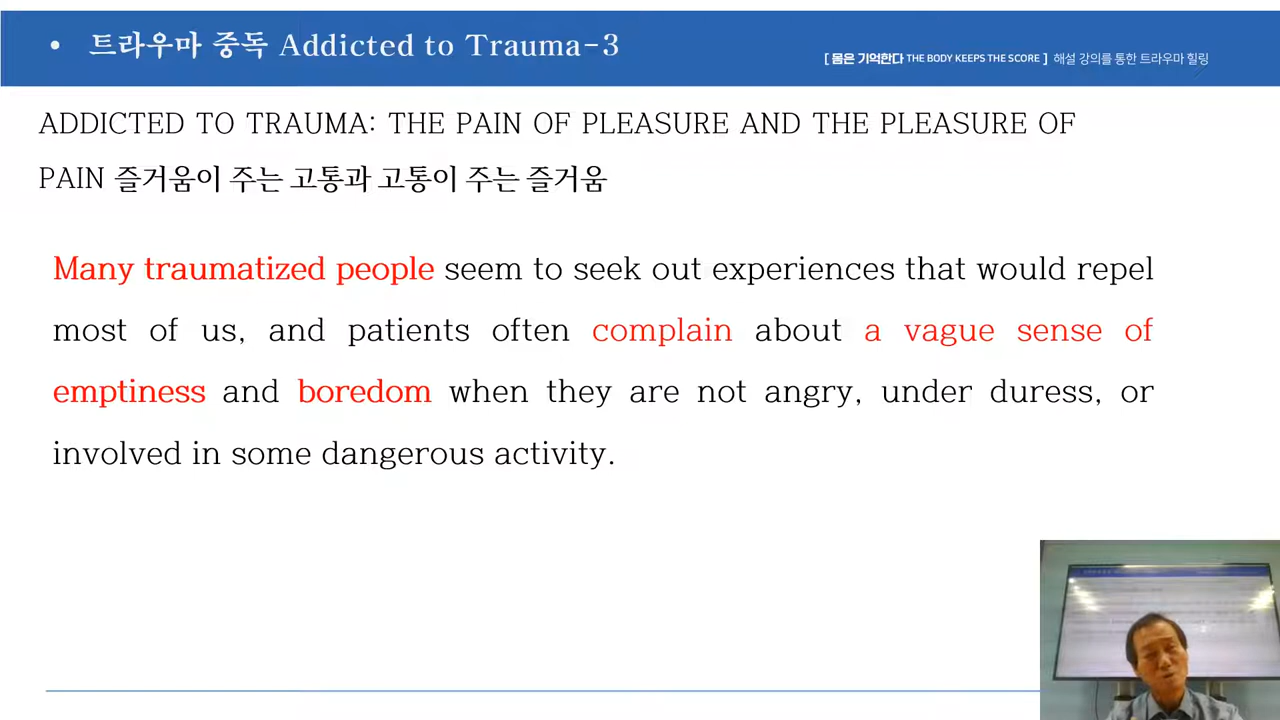 • 트라우마 중독 Addicted to Trauma-3
[ 몸은 기억한다 THE BODY KEEPS THE SCORE ] 해설 강의를 통한 트라우마 힐링
ADDICTED TO TRAUMA: THE PAIN OF PLEASURE AND THE PLEASURE OF
PAIN 즐거움이 주는 고통과 고통이 주는 즐거움
Many traumatized people seem to seek out experiences that would repel
most of us, and patients often complain about a vague sense of
emptiness and boredom when they are not angry, under duress, or
involved in some dangerous activity.